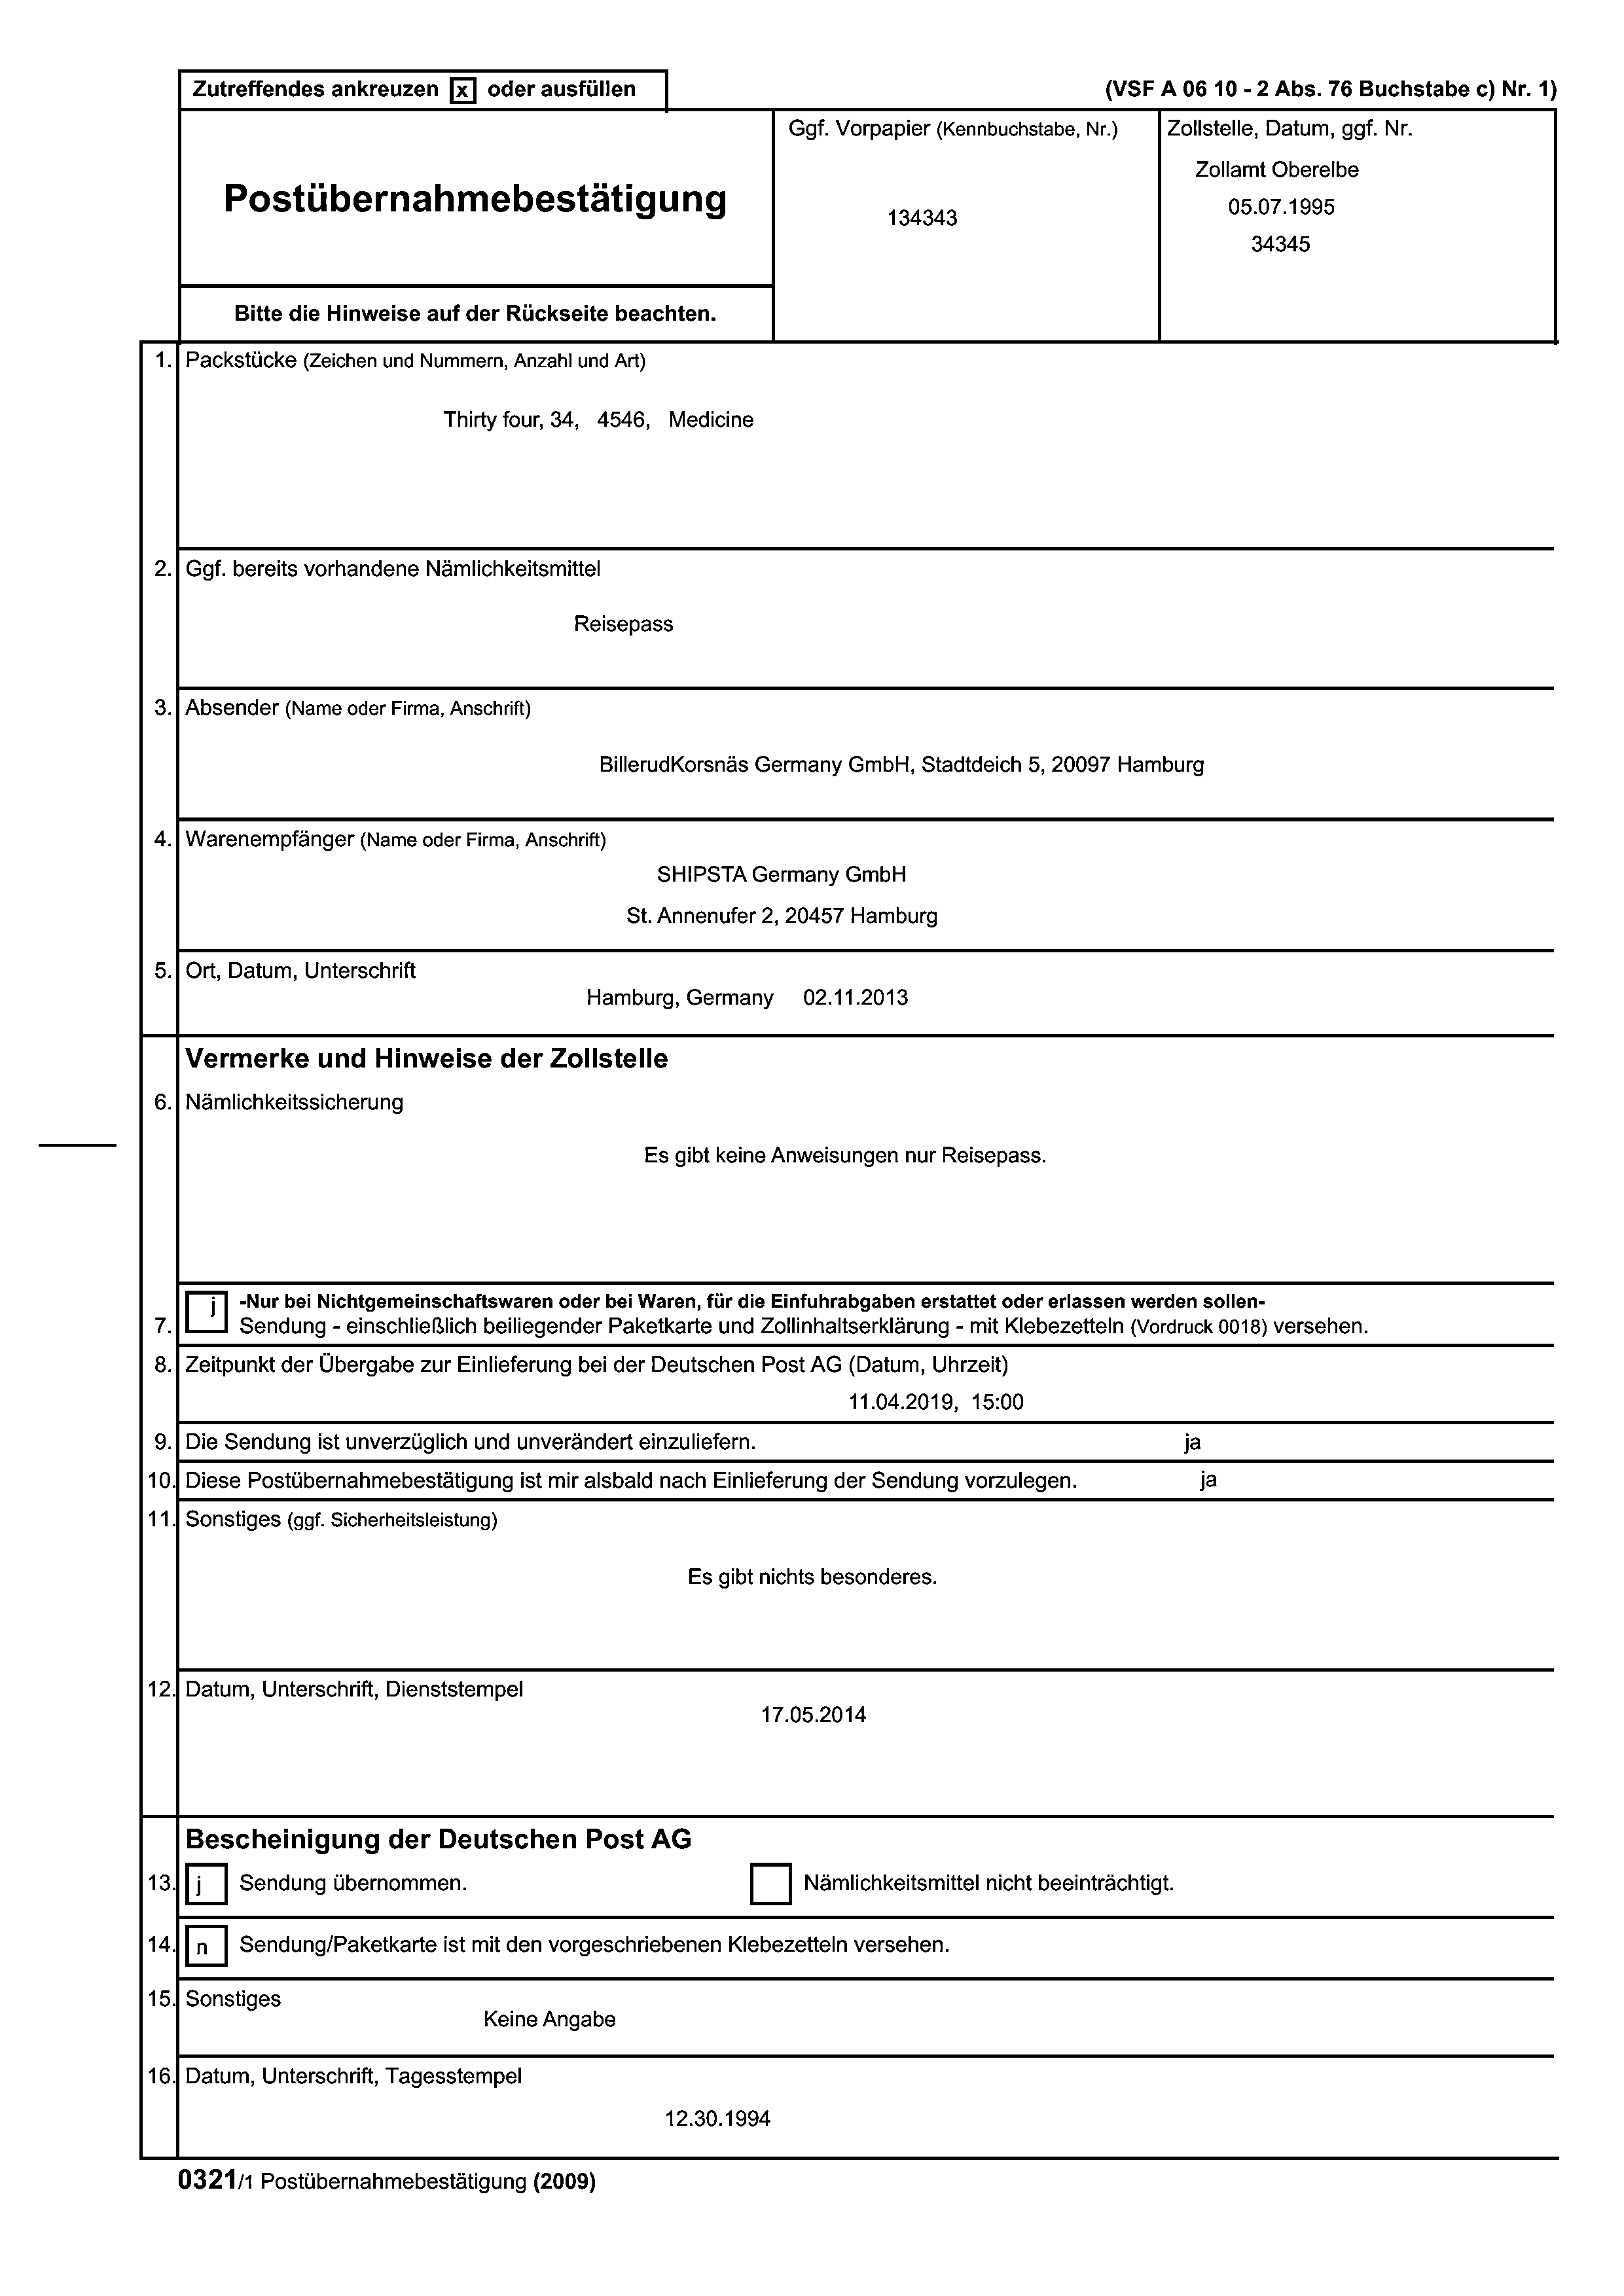 Zutreffendes ankreuzen x oder ausfüllen
(VSF A 06 10 - 2 Abs. 76 Buchstabe c) Nr. 1)
Postübernahmebestätigung
Bitte die Hinweise auf der Rückseite beachten.
Ggf. Vorpapier (Kennbuchstabe, Nr.)
134343
Zollstelle, Datum, ggf. Nr.
Zollamt Oberelbe
05.07.1995
34345
1. Packstücke (Zeichen und Nummern, Anzahl und Art)
Thirty four, 34, 4546, Medicine
2. Ggf. bereits vorhandene Nämlichkeitsmittel
Reisepass
3. Absender (Name oder Firma, Anschrift)
BillerudKorsnäs Germany GmbH, Stadtdeich 5, 20097 Hamburg
4. Warenempfänger (Name oder Firma, Anschrift)
SHIPSTA Germany GmbH
St. Annenufer 2, 20457 Hamburg
5. Ort, Datum, Unterschrift
Hamburg, Germany 02.11.2013
Vermerke und Hinweise der Zollstelle
6. Nämlichkeitssicherung
Es gibt keine Anweisungen nur Reisepass.
j -Nur bei Nichtgemeinschaftswaren oder bei Waren, für die Einfuhrabgaben erstattet oder erlassen werden sollen-
7. Sendung - einschließlich beiliegender Paketkarte und Zollinhaltserklärung - mit Klebezetteln (Vordruck 0018) versehen.
8. Zeitpunkt der Übergabe zur Einlieferung bei der Deutschen Post AG (Datum, Uhrzeit)
11.04.2019, 15:00
9. Die Sendung ist unverzüglich und unverändert einzuliefern. ja
10. Diese Postübernahmebestätigung ist mir alsbald nach Einlieferung der Sendung vorzulegen. ja
11. Sonstiges (ggf. Sicherheitsleistung)
Es gibt nichts besonderes.
12. Datum, Unterschrift, Dienststempel
17.05.2014
Bescheinigung der Deutschen Post AG
13. j Sendung übernommen. Nämlichkeitsmittel nicht beeinträchtigt.
14. n Sendung/Paketkarte ist mit den vorgeschriebenen Klebezetteln versehen.
15. Sonstiges
Keine Angabe
16. Datum, Unterschrift, Tagesstempel
12.30.1994
0321/1 Postübernahmebestätigung (2009)